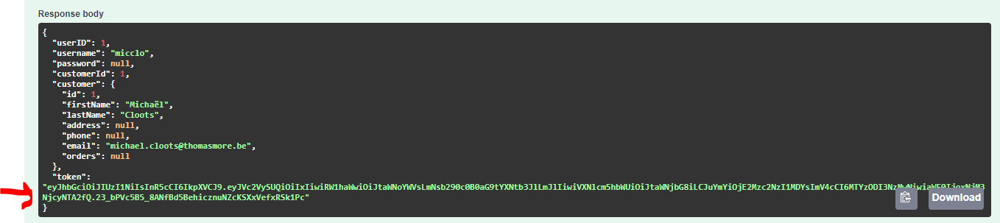 Response body
{
"userID": 1,
"username": "micclo",
"password": null,
"customerId": 1,
"customer": {
"id": 1,
"firstName": "Michaël",
"lastName": "Cloots",
"address": null,
"phone": null,
"email": "michael.cloots@thomasmore.be",
"orders": null
},
"token":
"eyJhbGciOiJIUzI1NiIsInR5cCI6IkpXVCJ9.eyJVc2VySUQiOiIxIiwiRW1haWwiOiJtaWNoYWVsLmNsb290c0B0aG9tYXNtb3JlLmJlIiwiVXNlcm5hbWUiOiJtaWNjbG8iLCJuYmYiOjE2Mzc2NzI1MDYsImV4cCI6MTYzODI3NzMwNiwiaWF0IjoxNjM3
NjcyNTA2fQ.23_bPVc5B5_8ANfBd5BehicznuNZcKSXxVefxRSk1Pc"
Download
}